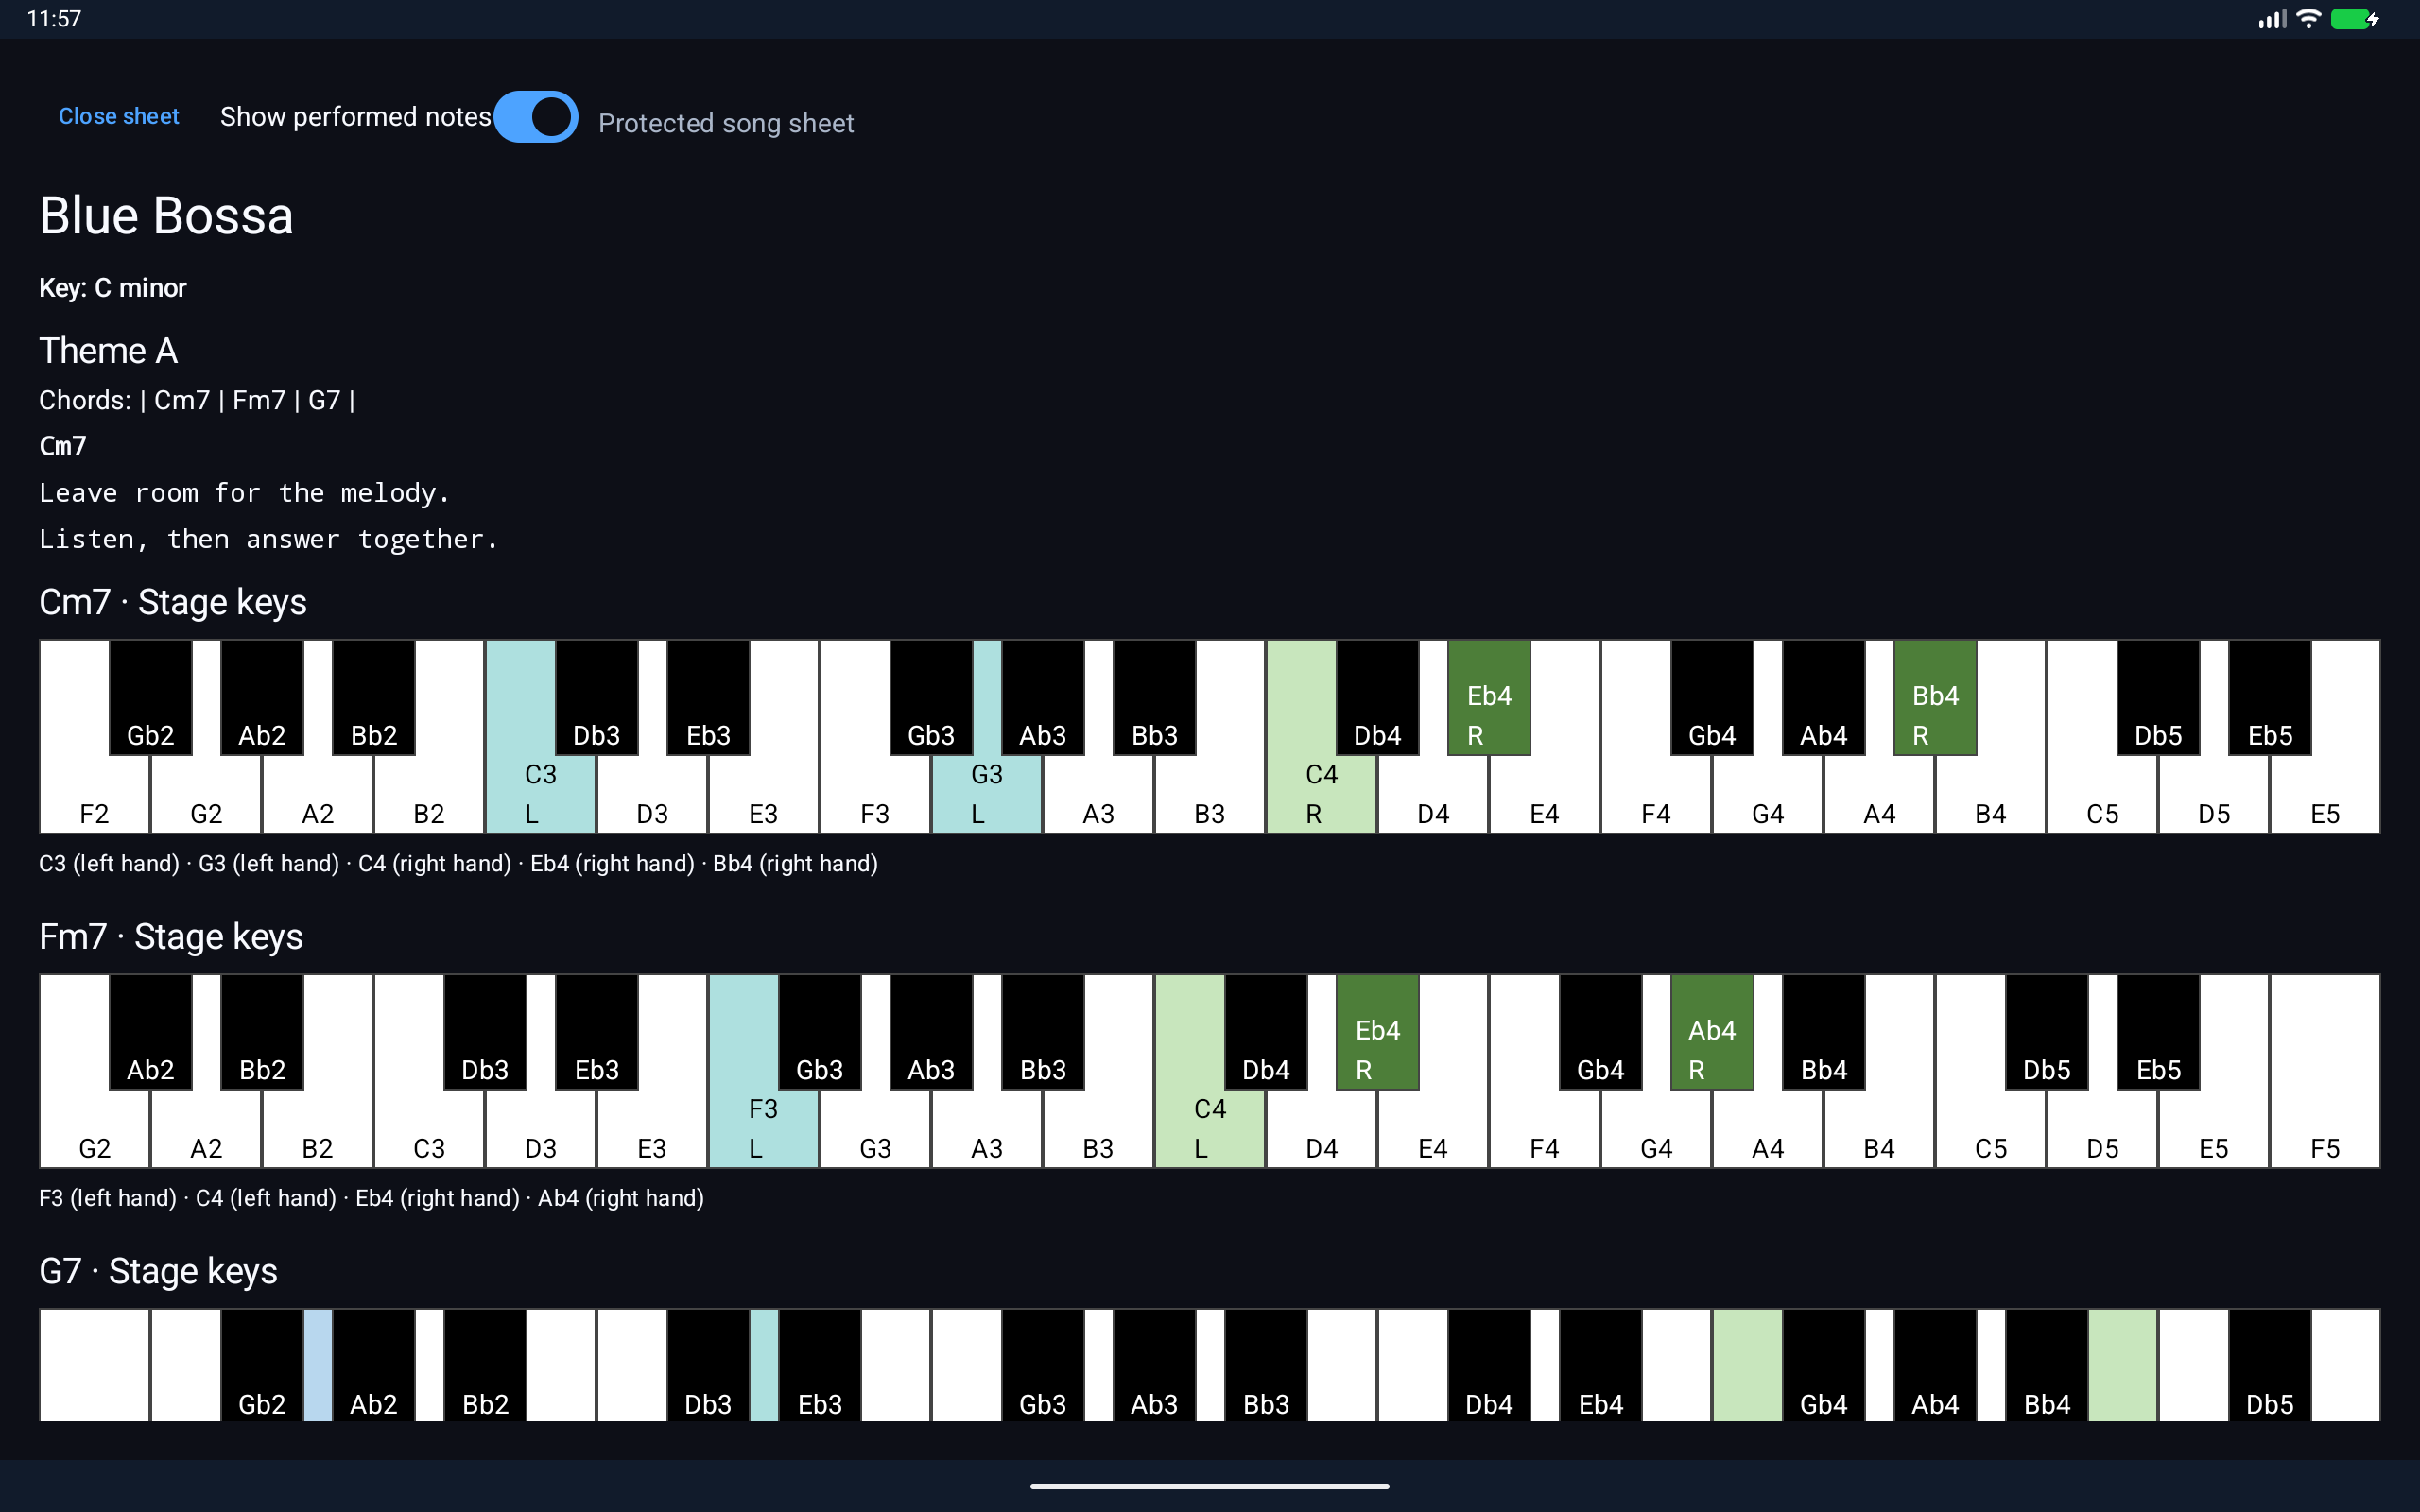 11:57
Close sheet Show performed notes Protected song sheet
Blue Bossa
Key: C minor
Theme A
Chords: | Cm7 | Fm7 | G7 |
Cm7
Leave room for the melody.
Listen, then answer together.
Cm7 · Stage keys
Eb4 Bb4
Gb2 Ab2 Bb2 Db3 Eb3 Gb3 Ab3 Bb3 Db4 R Gb4 Ab4 R Db5 Eb5
C3 G3 C4
F2 G2 A2 B2 L D3 E3 F3 L A3 B3 R D4 E4 F4 G4 A4 B4 C5 D5 E5
C3 (left hand) · G3 (left hand) · C4 (right hand) · Eb4 (right hand) · Bb4 (right hand)
Fm7 · Stage keys
Eb4 Ab4
Ab2 Bb2 Db3 Eb3 Gb3 Ab3 Bb3 Db4 R Gb4 R Bb4 Db5 Eb5
F3 C4
G2 A2 B2 C3 D3 E3 L G3 A3 B3 L D4 E4 F4 G4 A4 B4 C5 D5 E5 F5
F3 (left hand) · C4 (left hand) · Eb4 (right hand) · Ab4 (right hand)
G7 · Stage keys
Gb2 Ab2 Bb2 Db3 Eb3 Gb3 Ab3 Bb3 Db4 Eb4 Gb4 Ab4 Bb4 Db5